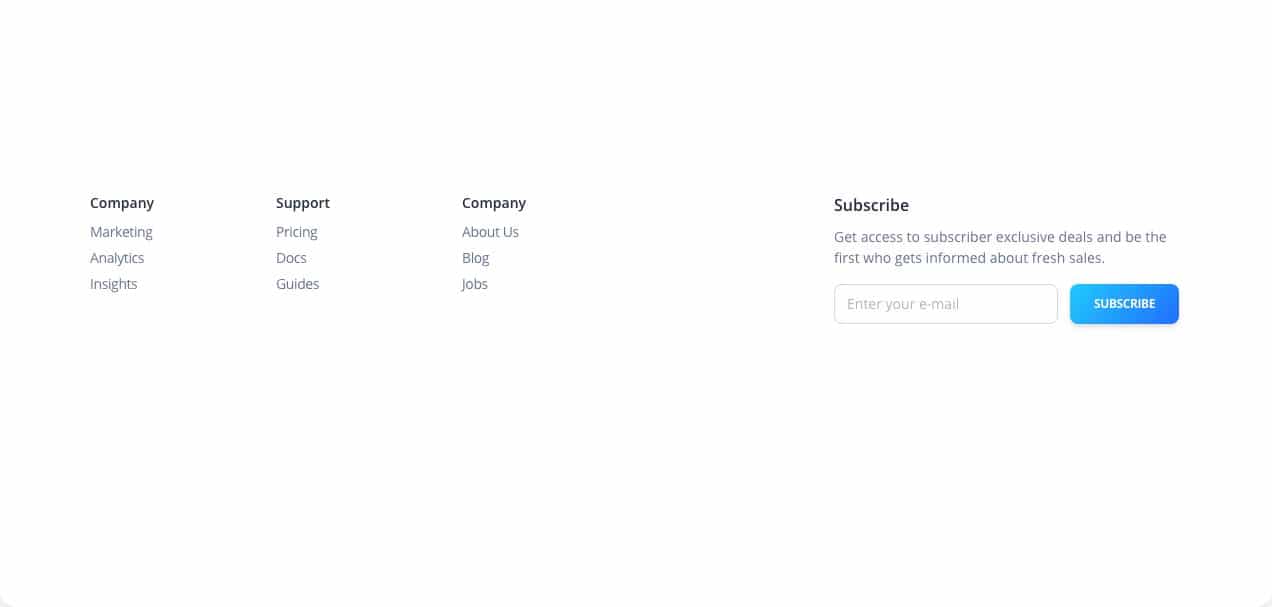 Company
Marketing
Analytics
Insights
Support
Pricing
Docs
Guides
Company
About Us
Blog
Jobs
Subscribe
Get access to subscriber exclusive deals and be the
first who gets informed about fresh sales.
Enter your e-mail
SUBSCRIBE